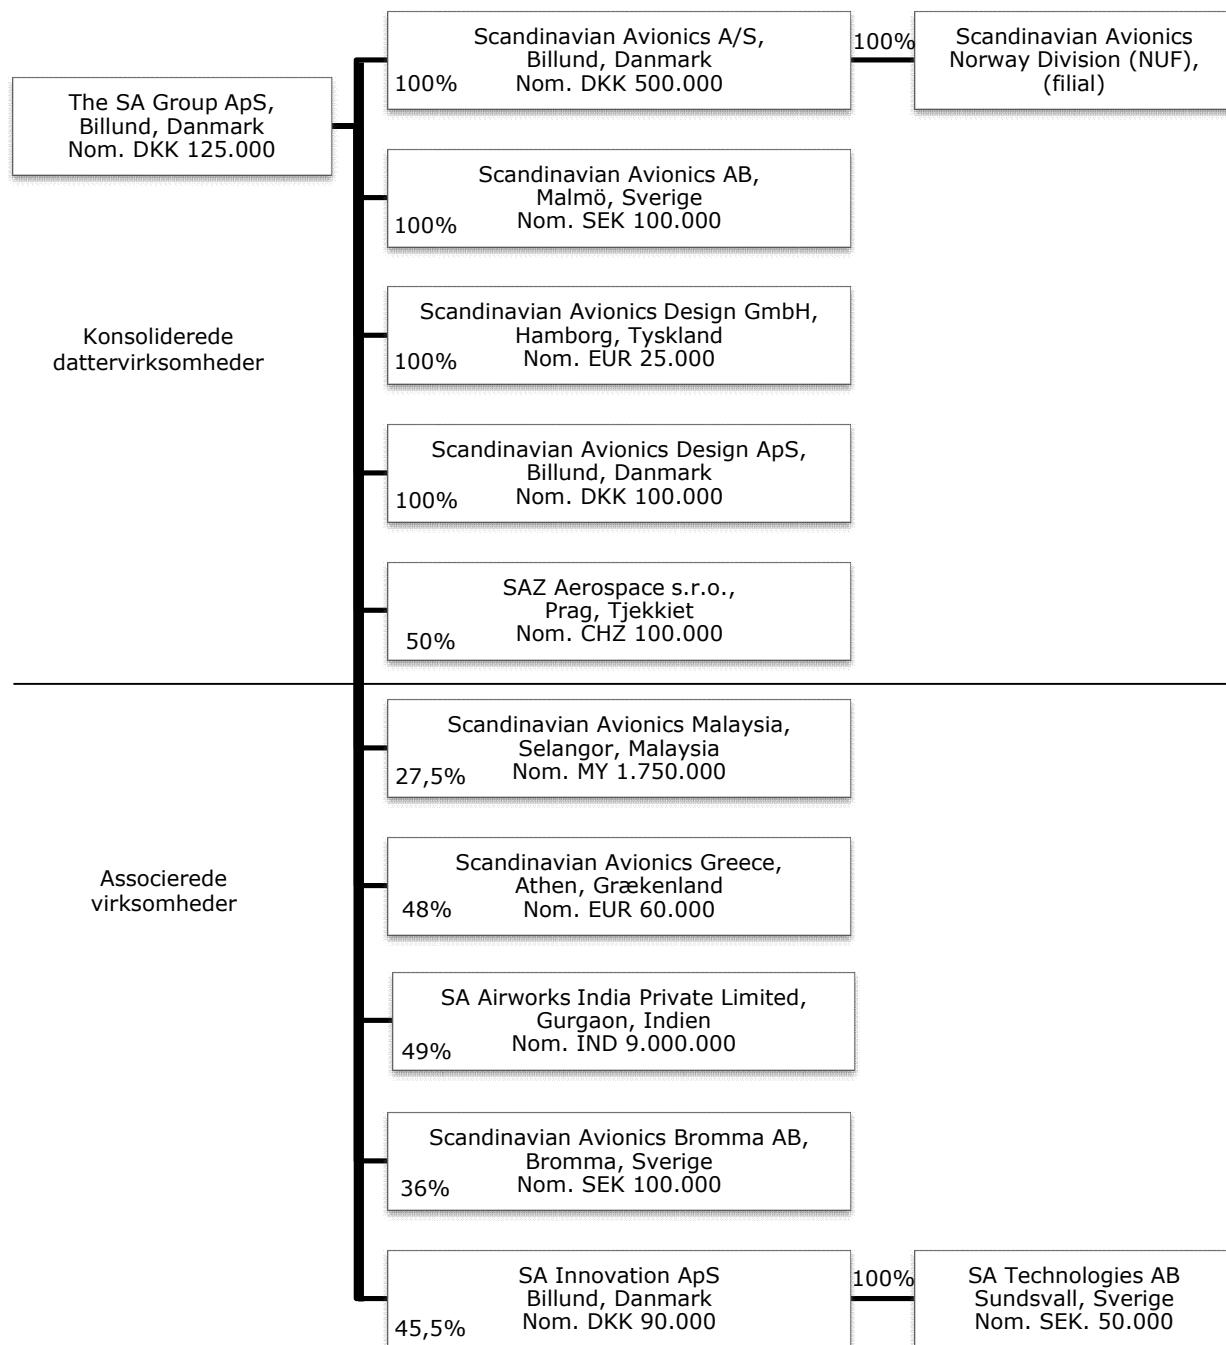 Scandinavian Avionics A/S,
Billund, Danmark
Nom. DKK 500.000
100%
100%
Scandinavian Avionics
Norway Division (NUF),
(filial)
The SA Group ApS,
Billund, Danmark
Nom. DKK 125.000
Scandinavian Avionics AB,
Malmö, Sverige
Nom. SEK 100.000
100%
Konsoliderede
dattervirksomheder
Scandinavian Avionics Design GmbH,
Hamborg, Tyskland
Nom. EUR 25.000
100%
Scandinavian Avionics Design ApS,
Billund, Danmark
Nom. DKK 100.000
100%
SAZ Aerospace s.r.o.,
Prag, Tjekkiet
Nom. CHZ 100.000
50%
Scandinavian Avionics Malaysia,
Selangor, Malaysia
Nom. MY 1.750.000
27,5%
Associerede
virksomheder
Scandinavian Avionics Greece,
Athen, Grækenland
Nom. EUR 60.000
48%
SA Airworks India Private Limited,
Gurgaon, Indien
Nom. IND 9.000.000
49%
Scandinavian Avionics Bromma AB,
Bromma, Sverige
Nom. SEK 100.000
36%
SA Innovation ApS
Billund, Danmark
Nom. DKK 90.000
45,5%
100%
SA Technologies AB
Sundsvall, Sverige
Nom. SEK. 50.000